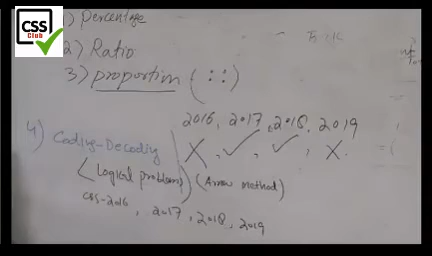 CSS
Club
1) Percentage
2) Ratio
3) proportion ( : : )
2016, 2017, 2018, 2019
4) Coding-Decoding
(Logical problems) (Arrow method)
CSS-2016, 2017, 2018, 2019